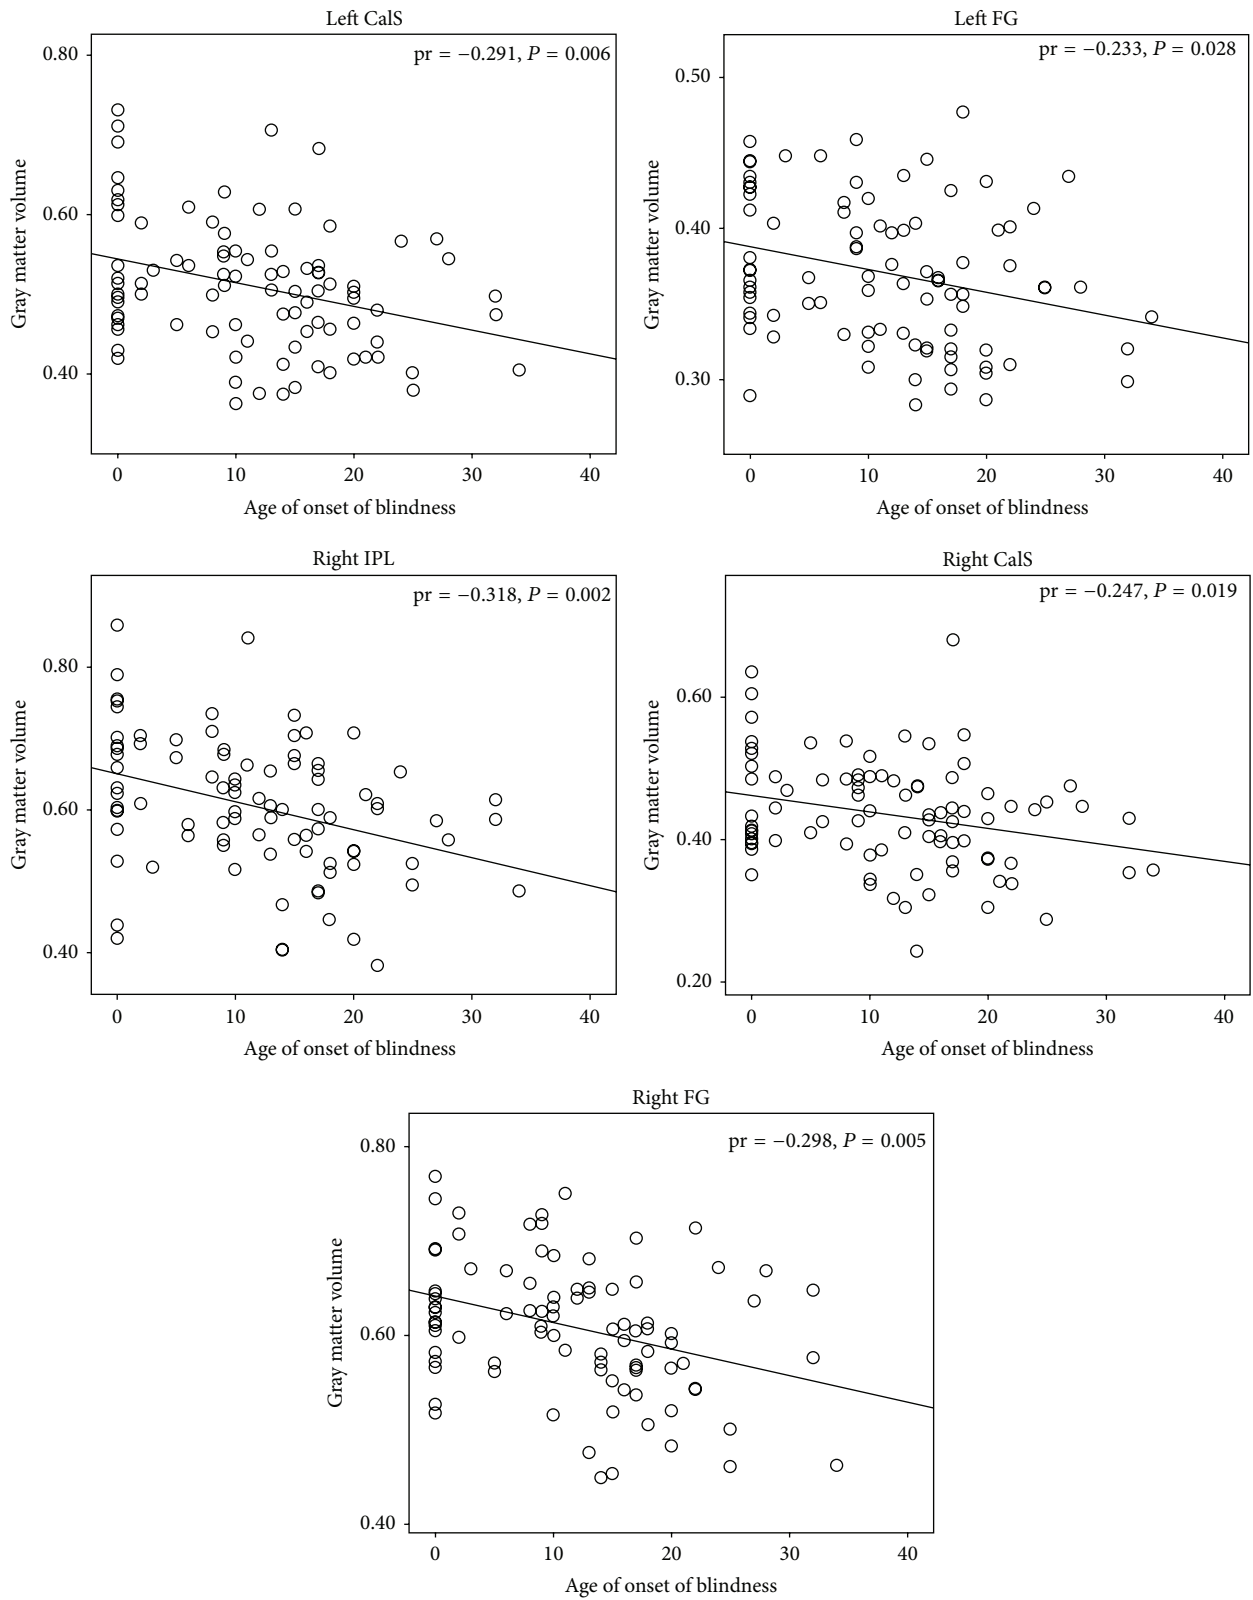 Left CalS
pr = −0.291, P = 0.006
0.80
0.60
0.40
Gray matter volume
0 10 20 30 40
Age of onset of blindness
Left FG
pr = −0.233, P = 0.028
0.50
0.40
0.30
Gray matter volume
0 10 20 30 40
Age of onset of blindness
Right IPL
pr = −0.318, P = 0.002
0.80
0.60
0.40
Gray matter volume
0 10 20 30 40
Age of onset of blindness
Right CalS
pr = −0.247, P = 0.019
0.60
0.40
0.20
Gray matter volume
0 10 20 30 40
Age of onset of blindness
Right FG
pr = −0.298, P = 0.005
0.80
0.60
0.40
Gray matter volume
0 10 20 30 40
Age of onset of blindness